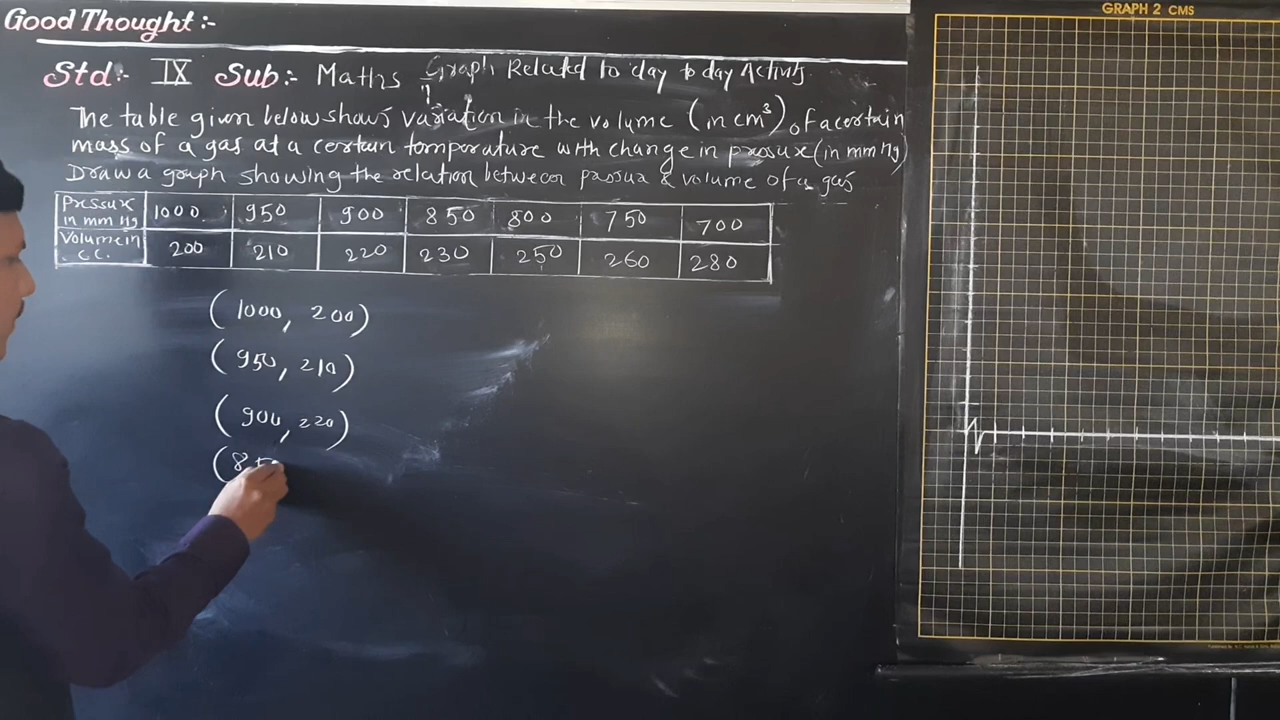 Good Thought :-
GRAPH 2 CMS
Std :- IX Sub :- Maths Graph Related to day to day Activity.
The table given below shows variation in the volume (in cm³) of a certain
mass of a gas at a certain temperature with change in pressure (in mm Hg)
Draw a graph showing the relation between pressure & volume of a gas
Pressure in mm Hg 1000 950 900 850 800 750 700
Volume in C.C. 200 210 220 230 250 260 280
(1000, 200)
(950, 210)
(900, 220)
(85